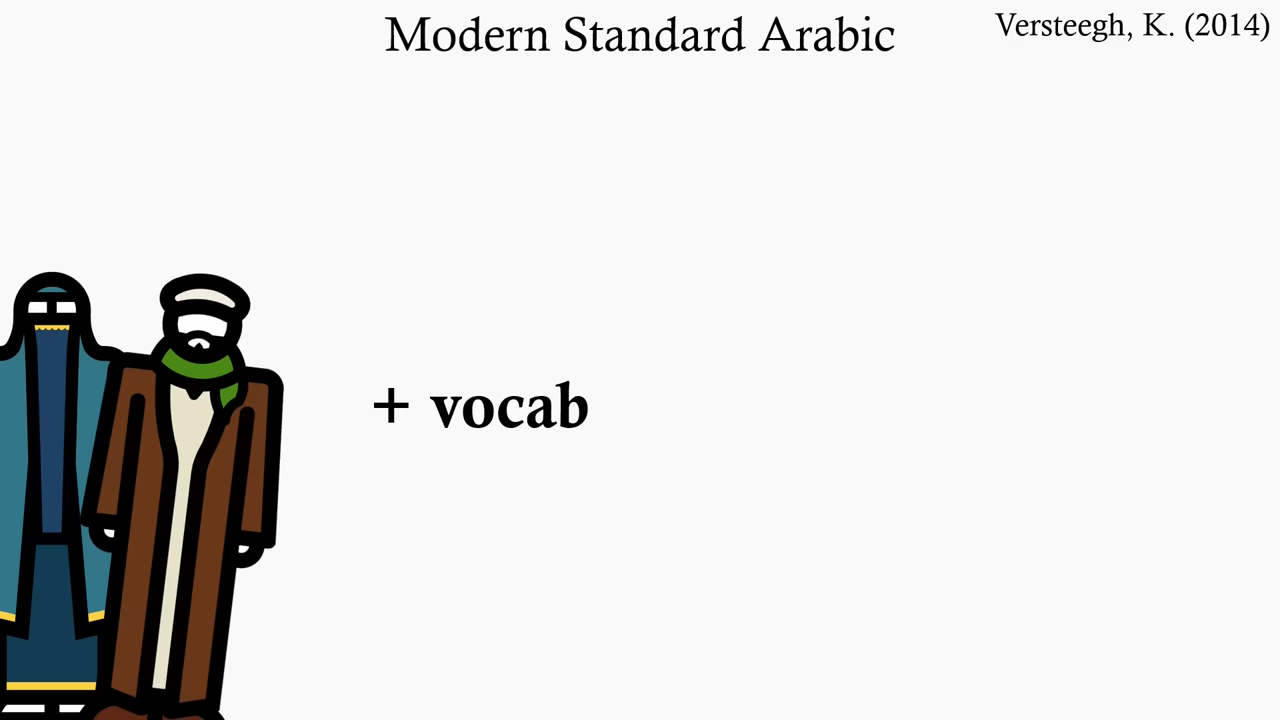 Modern Standard Arabic
Versteegh, K. (2014)
+ vocab